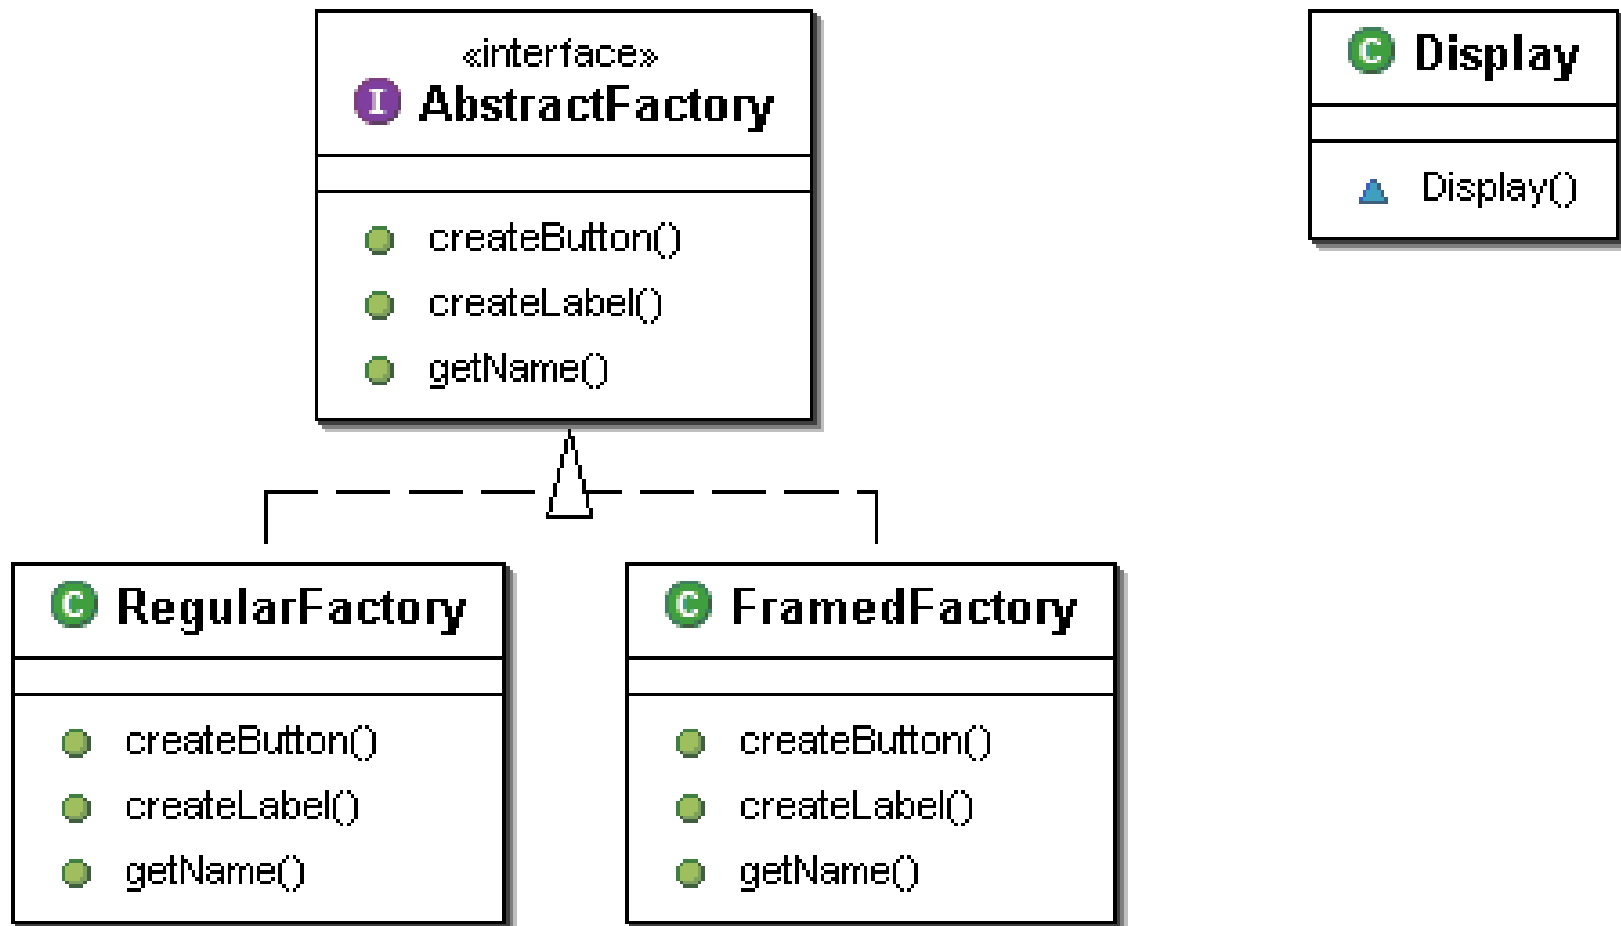 «interface»
I AbstractFactory
createButton()
createLabel()
getName()
C Display
Display()
C RegularFactory
createButton()
createLabel()
getName()
C FramedFactory
createButton()
createLabel()
getName()